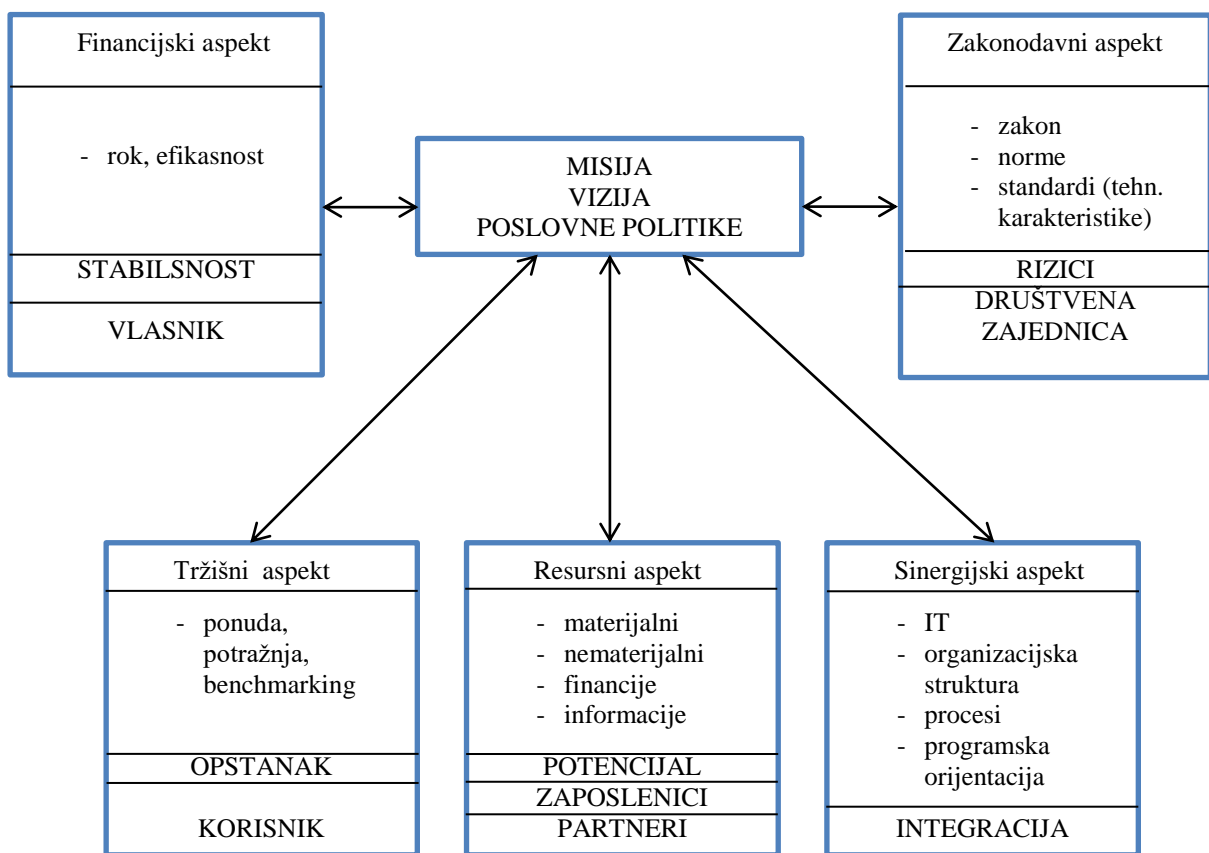 Financijski aspekt
- rok, efikasnost
STABILSNOST
VLASNIK
MISIJA
VIZIJA
POSLOVNE POLITIKE
Zakonodavni aspekt
- zakon
- norme
- standardi (tehn.
karakteristike)
RIZICI
DRUŠTVENA
ZAJEDNICA
Tržišni aspekt
- ponuda,
potražnja,
benchmarking
OPSTANAK
KORISNIK
Resursni aspekt
- materijalni
- nematerijalni
- financije
- informacije
POTENCIJAL
ZAPOSLENICI
PARTNERI
Sinergijski aspekt
- IT
- organizacijska
struktura
- procesi
- programska
orijentacija
INTEGRACIJA